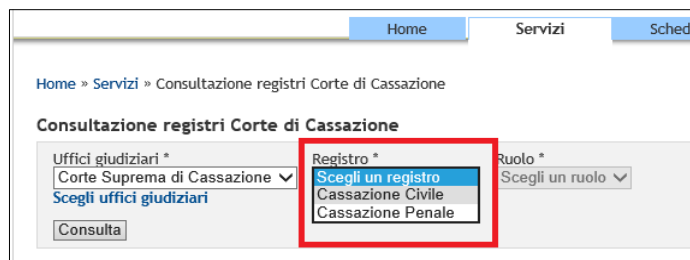 Home Servizi Sched
Home » Servizi » Consultazione registri Corte di Cassazione
Consultazione registri Corte di Cassazione
Uffici giudiziari * Registro * Ruolo *
Corte Suprema di Cassazione Scegli un registro Scegli un ruolo
Scegli uffici giudiziari Cassazione Civile
Cassazione Penale
Consulta